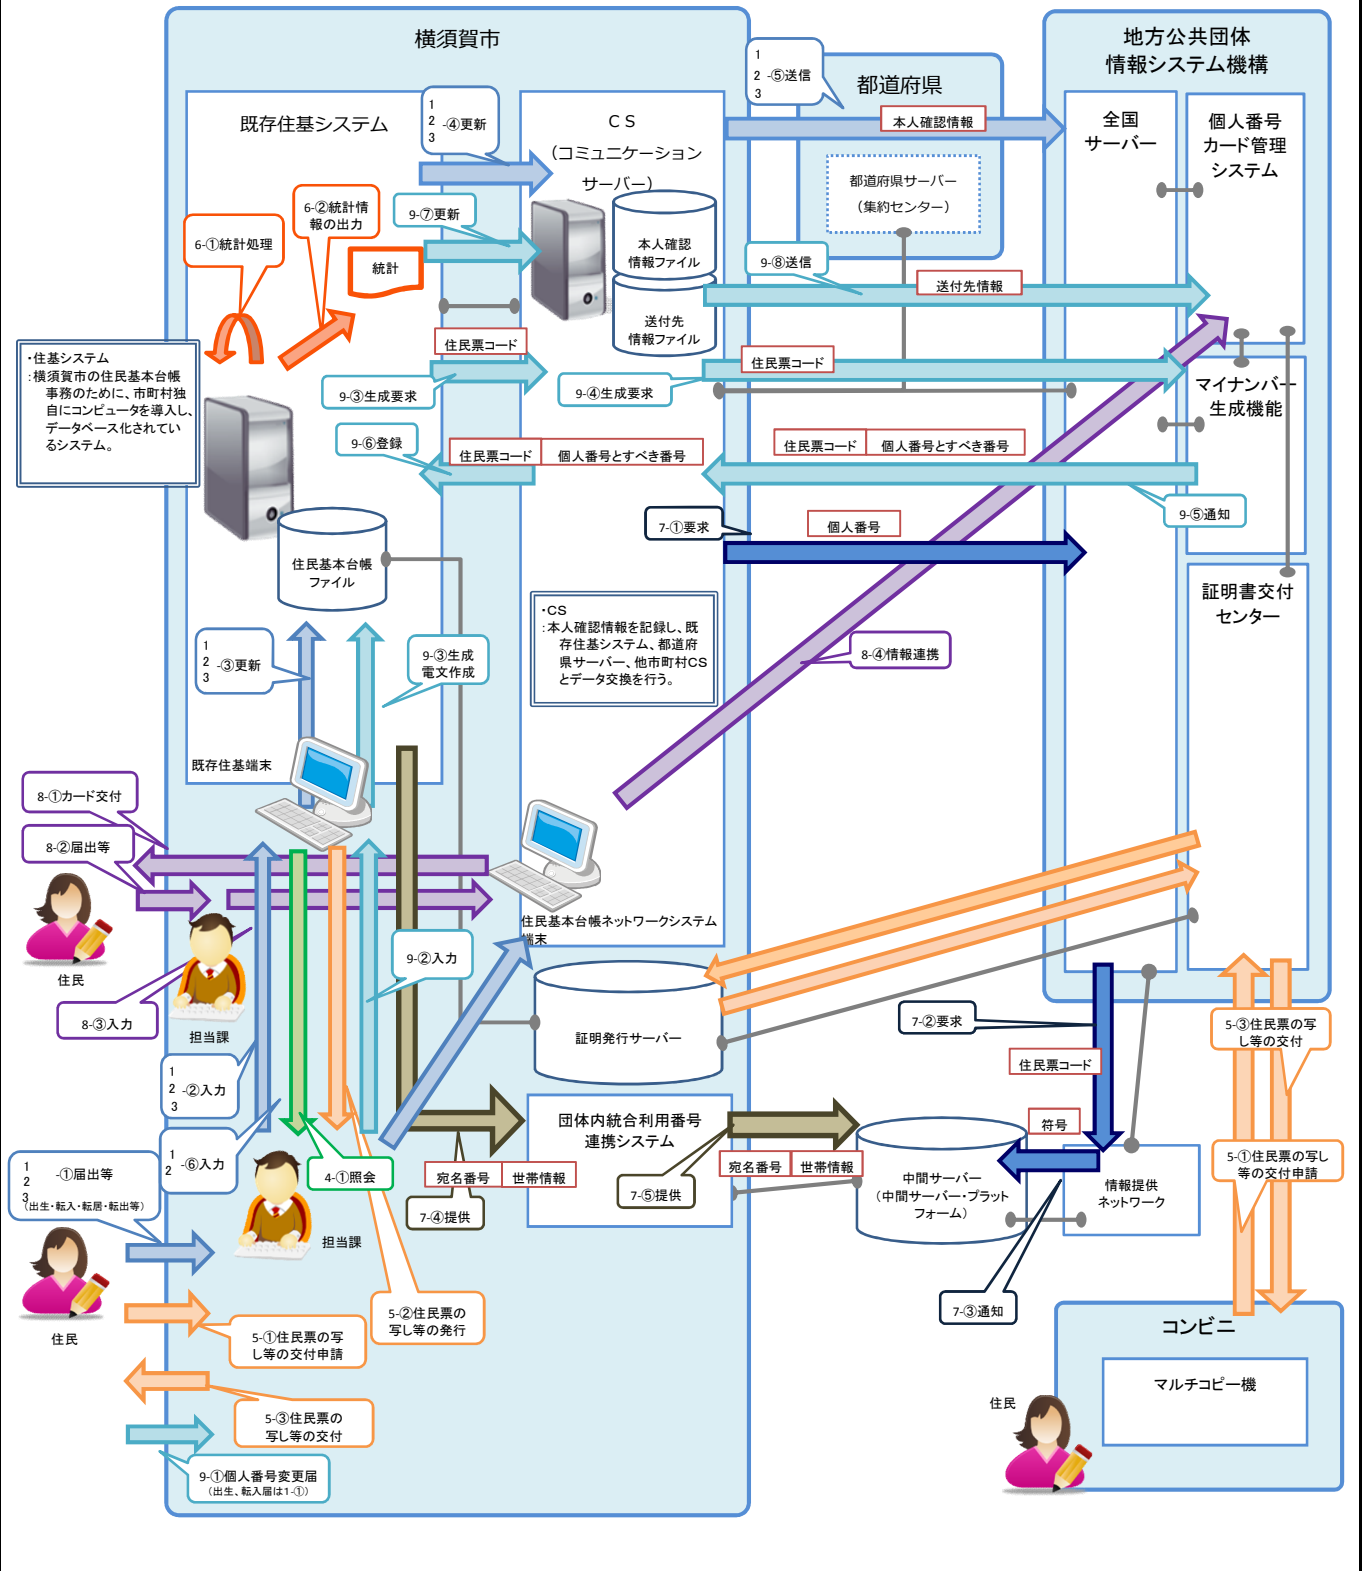 横須賀市
地方公共団体
情報システム機構
都道府県
1
2 -⑤送信
3
既存住基システム
1
2 -④更新
3
ＣＳ
（コミュニケーション
サーバー）
本人確認情報
全国
サーバー
個人番号
カード管理
システム
都道府県サーバー
（集約センター）
6-①統計処理
6-②統計情
報の出力
統計
9-⑦更新
本人確認
情報ファイル
送付先
情報ファイル
9-⑧送信
送付先情報
・住基システム
：横須賀市の住民基本台帳
事務のために、市町村独
自にコンピュータを導入し、
データベース化されてい
るシステム。
住民票コード
9-③生成要求
住民票コード
9-④生成要求
マイナンバー
生成機能
9-⑥登録
住民票コード
個人番号とすべき番号
住民票コード
個人番号とすべき番号
9-⑤通知
7-①要求
個人番号
住民基本台帳
ファイル
・CS
：本人確認情報を記録し、既
存住基システム、都道府
県サーバー、他市町村CS
とデータ交換を行う。
証明書交付
センター
1
2 -③更新
3
9-③生成
電文作成
8-④情報連携
既存住基端末
8-①カード交付
8-②届出等
住民
住民基本台帳ネットワークシステム
端末
9-②入力
8-③入力
担当課
証明発行サーバー
7-②要求
住民票コード
5-③住民票の写
し等の交付
1
2 -②入力
3
1
2 -⑥入力
4-①照会
団体内統合利用番号
連携システム
符号
5-①住民票の写し
等の交付申請
1
2 -①届出等
3
（出生・転入・転居・転出等）
宛名番号
世帯情報
7-④提供
7-⑤提供
宛名番号
世帯情報
中間サーバー
（中間サーバー・プラット
フォーム）
情報提供
ネットワーク
担当課
住民
5-②住民票の
写し等の発行
7-③通知
5-①住民票の写
し等の交付申請
コンビニ
マルチコピー機
住民
5-③住民票の
写し等の交付
9-①個人番号変更届
（出生、転入届は1-①）